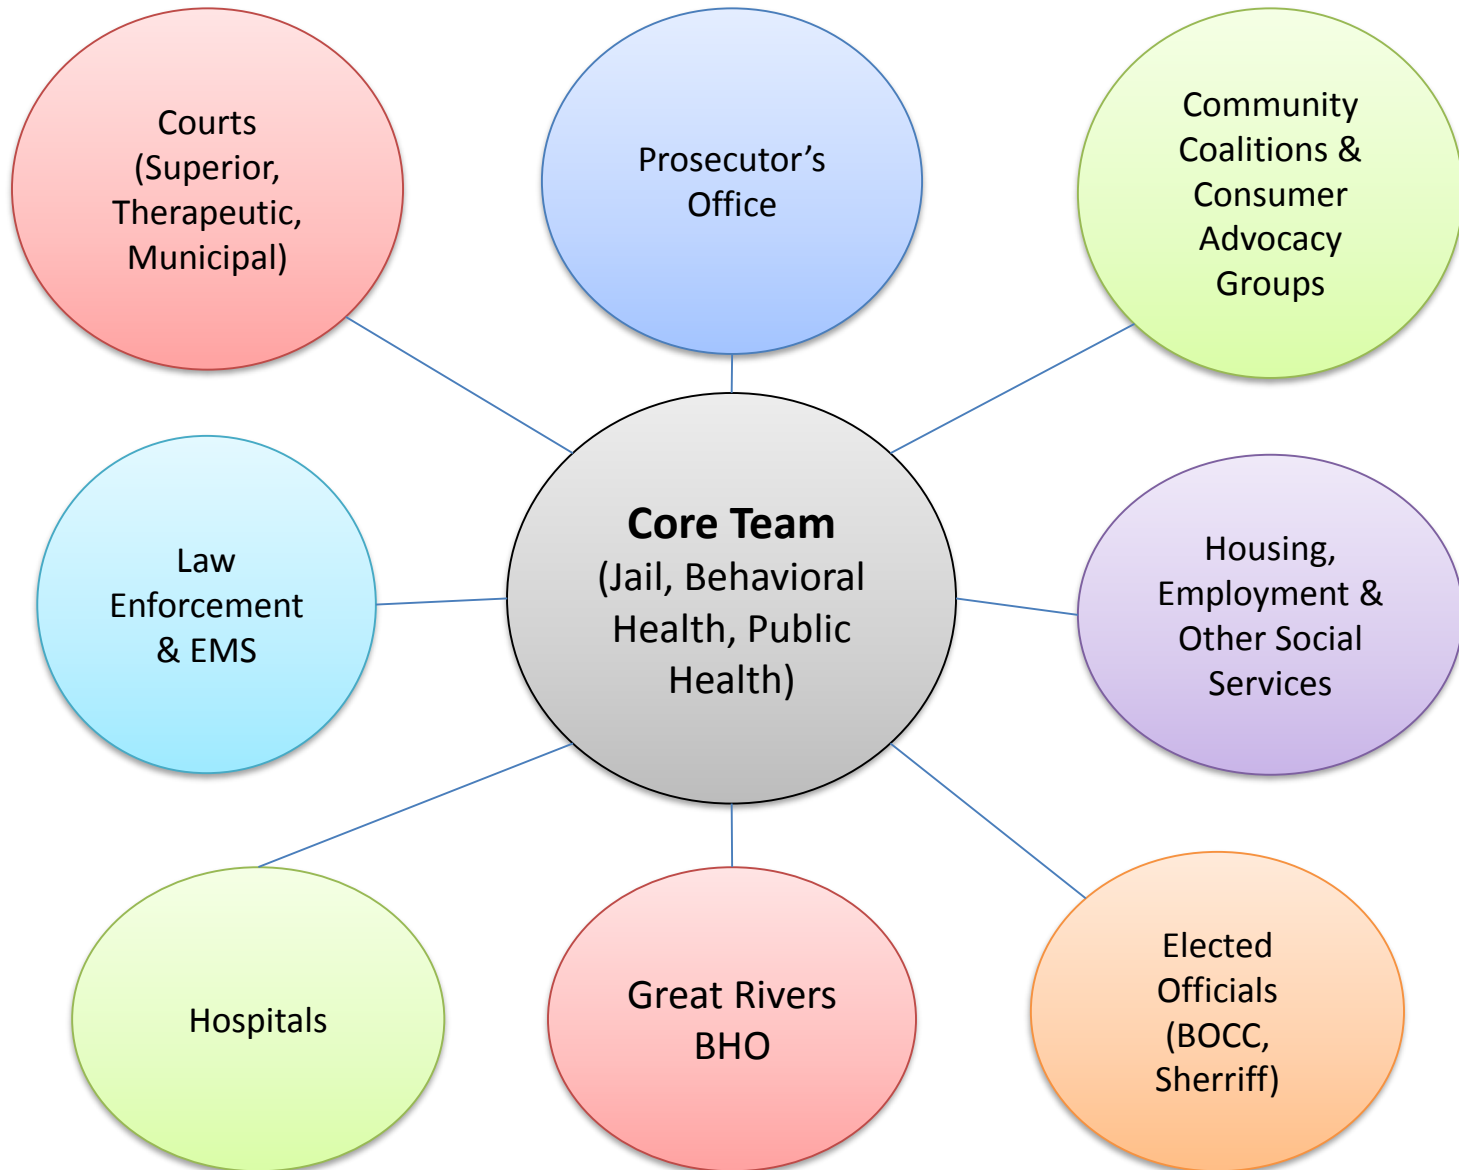 Courts
(Superior,
Therapeutic,
Municipal)
Prosecutor’s
Office
Community
Coalitions &
Consumer
Advocacy
Groups
Law
Enforcement
& EMS
Core Team
(Jail, Behavioral
Health, Public
Health)
Housing,
Employment &
Other Social
Services
Hospitals
Great Rivers
BHO
Elected
Officials
(BOCC,
Sherriff)